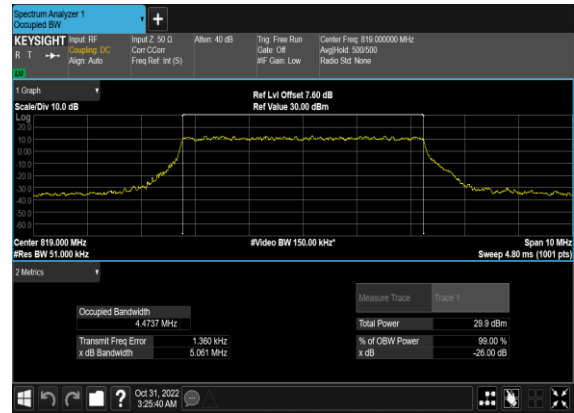 Spectrum Analyzer 1
Occupied BW
+
KEYSIGHT Input: RF Input Z: 50 Ω Atten: 40 dB Trig: Free Run Center Freq: 819.000000 MHz
R T Coupling: DC Corr CCorr Gate: Off Avg|Hold: 500/500
Align: Auto Freq Ref: Int (S) #IF Gain: Low Radio Std: None
LXI
1 Graph
Ref Lvl Offset 7.60 dB
Scale/Div 10.0 dB Ref Value 30.00 dBm
Log
20.0
10.0
0.00
-10.0
-20.0
-30.0
-40.0
-50.0
-60.0
Center 819.000 MHz #Video BW 150.00 kHz* Span 10 MHz
#Res BW 51.000 kHz Sweep 4.80 ms (1001 pts)
2 Metrics
Measure Trace Trace 1
Occupied Bandwidth
4.4737 MHz Total Power 29.9 dBm
Transmit Freq Error 1.360 kHz % of OBW Power 99.00 %
x dB Bandwidth 5.061 MHz x dB -26.00 dB
? Oct 31, 2022
3:25:40 AM